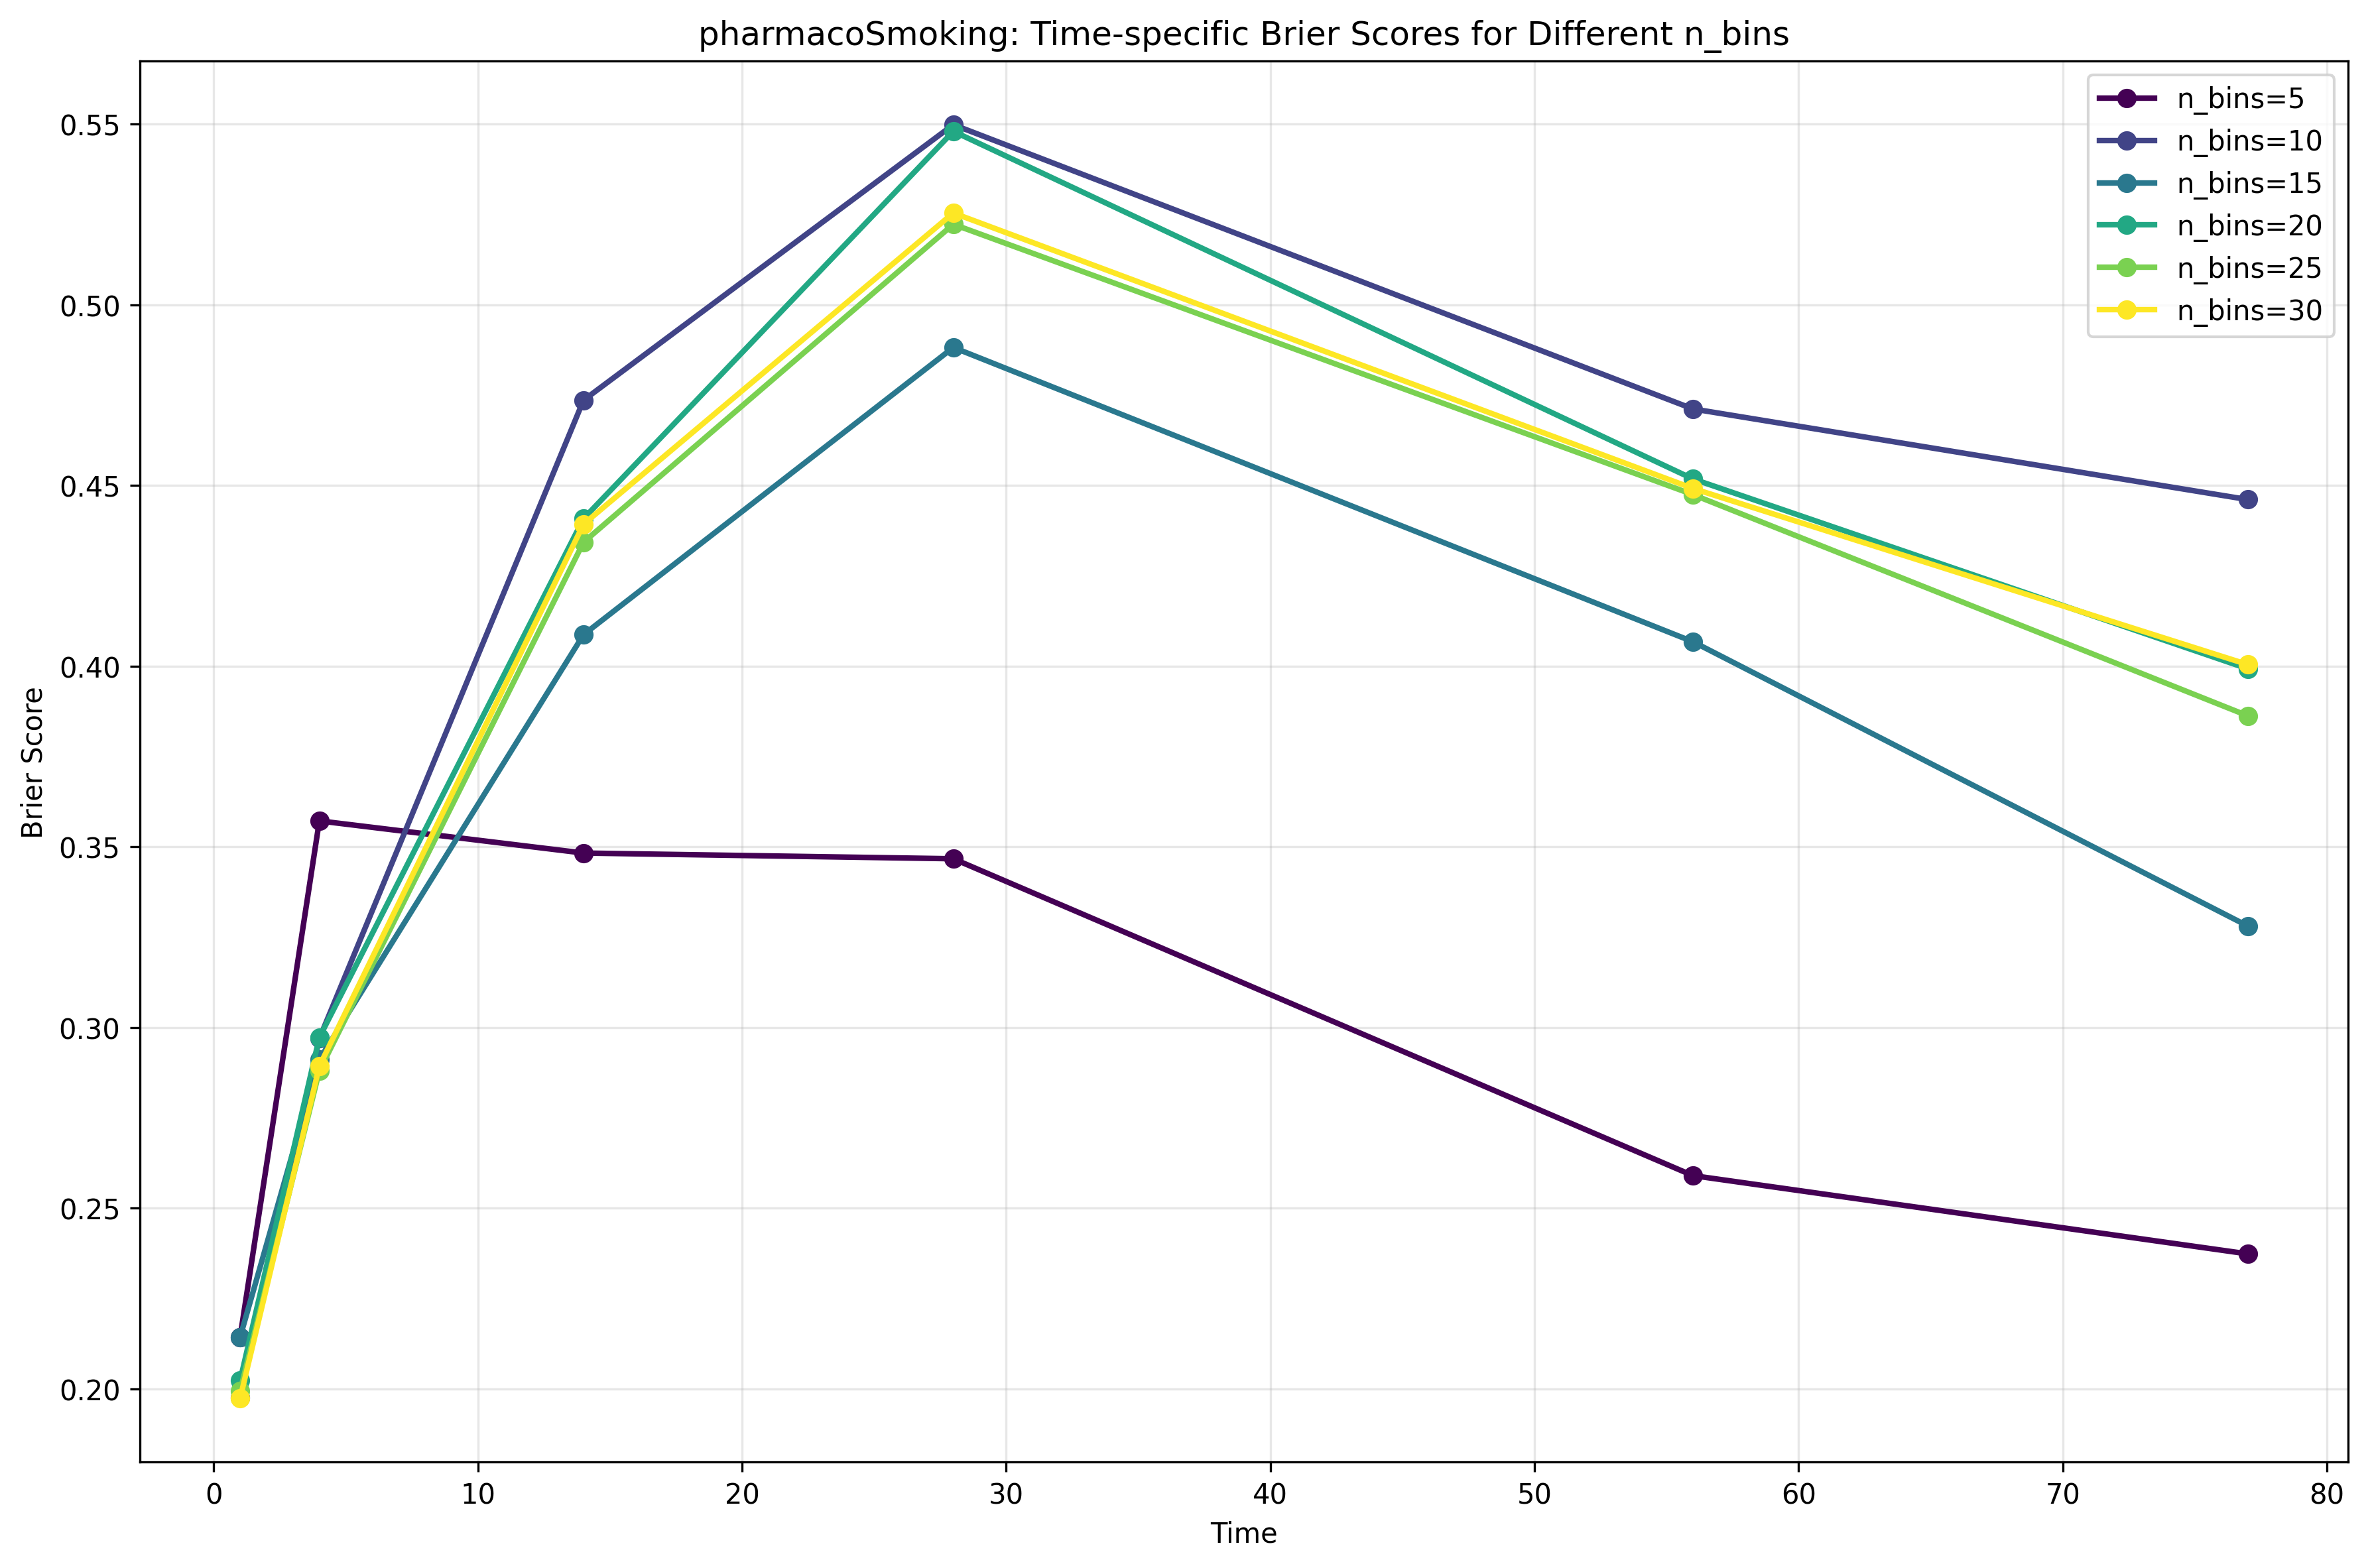 pharmacoSmoking: Time-specific Brier Scores for Different n_bins
n_bins=5
n_bins=10
n_bins=15
n_bins=20
n_bins=25
n_bins=30
Brier Score
0.55
0.50
0.45
0.40
0.35
0.30
0.25
0.20
0 10 20 30 40 50 60 70 80
Time